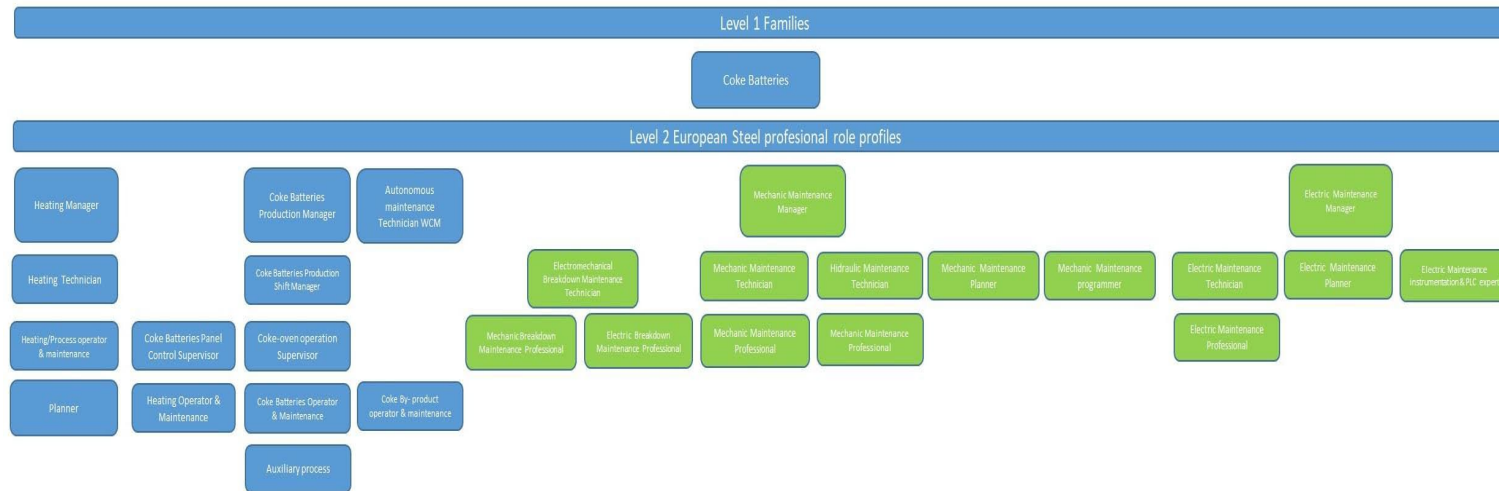 Level 1 Families
Coke Batteries
Level 2 European Steel profesional role profiles
Heating Manager
Coke Batteries
Production Manager
Autonomous
maintenance
Technician WCM
Mechanic Maintenance
Manager
Electric Maintenance
Manager
Heating Technician
Coke Batteries Production
Shift Manager
Electromechanical
Breakdown Maintenance
Technician
Mechanic Maintenance
Technician
Hidraulic Maintenance
Technician
Mechanic Maintenance
Planner
Mechanic Maintenance
programmer
Electric Maintenance
Technician
Electric Maintenance
Planner
Electric Maintenance
Instrumentation & PLC expert
Heating/Process operator
& maintenance
Coke Batteries Panel
Control Supervisor
Coke-oven operation
Supervisor
Mechanic Breakdown
Maintenance Professional
Electric Breakdown
Maintenance Professional
Mechanic Maintenance
Professional
Mechanic Maintenance
Professional
Electric Maintenance
Professional
Planner
Heating Operator &
Maintenance
Coke Batteries Operator
& Maintenance
Coke By- product
operator & maintenance
Auxiliary process